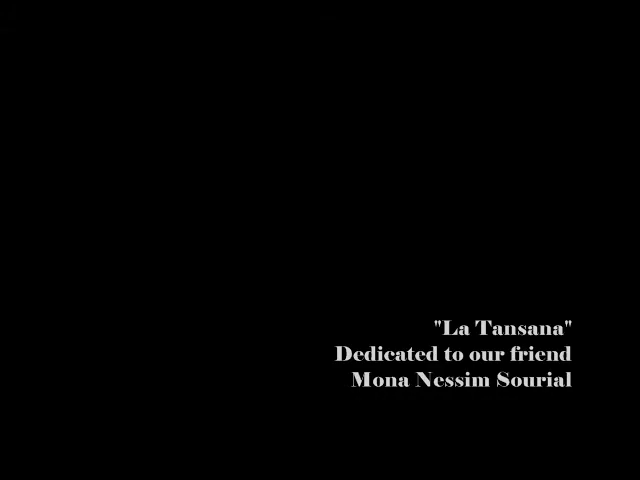 "La Tansana"
Dedicated to our friend
Mona Nessim Sourial